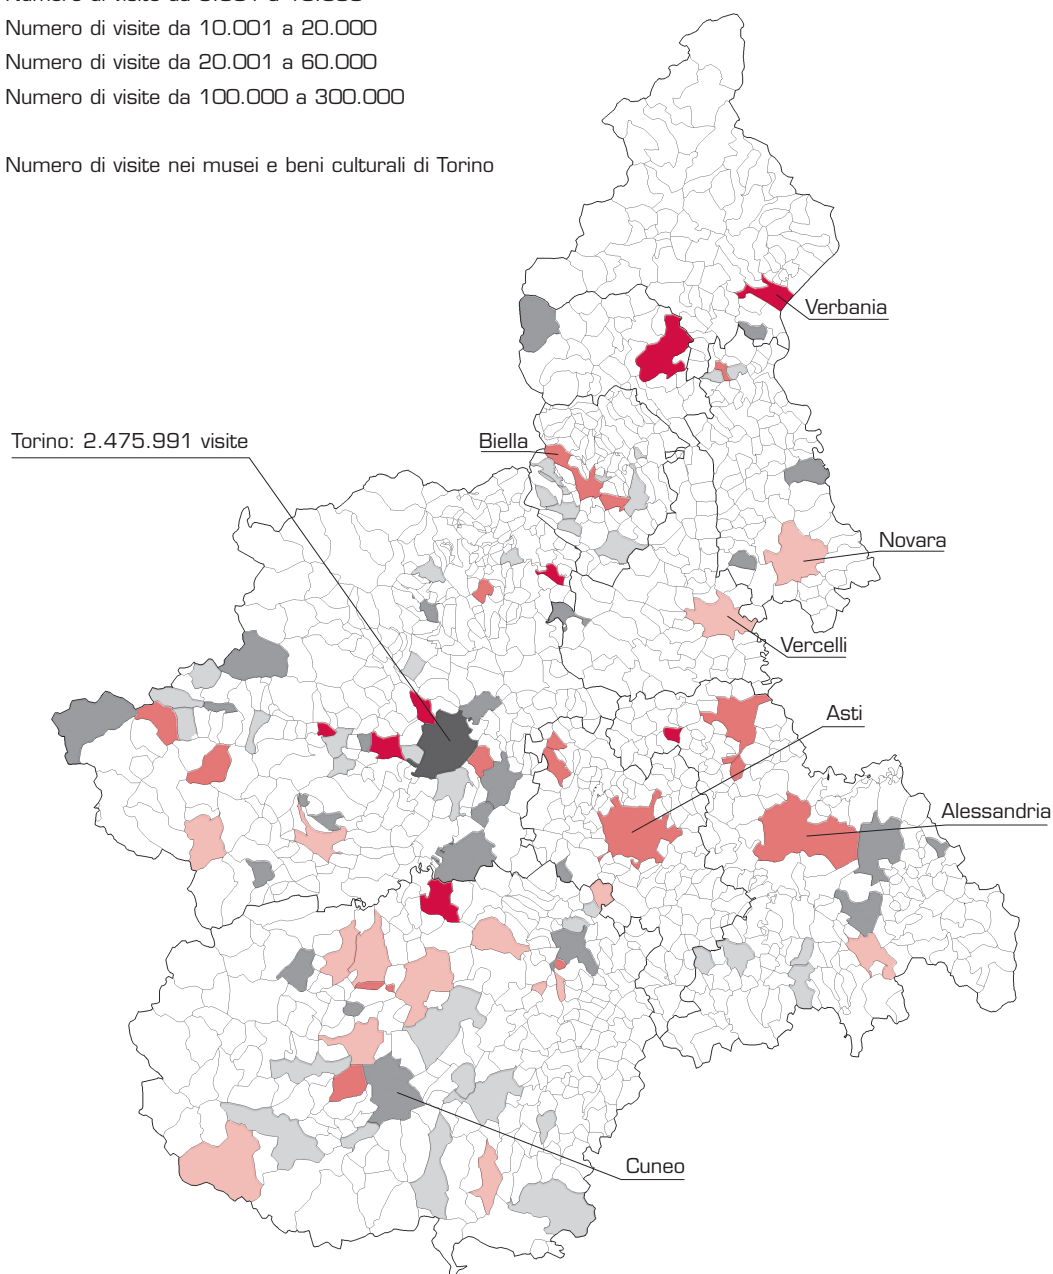 Numero di visite da 10.001 a 20.000
Numero di visite da 20.001 a 60.000
Numero di visite da 100.000 a 300.000
Numero di visite nei musei e beni culturali di Torino
Verbania
Torino: 2.475.991 visite
Biella
Novara
Vercelli
Asti
Alessandria
Cuneo